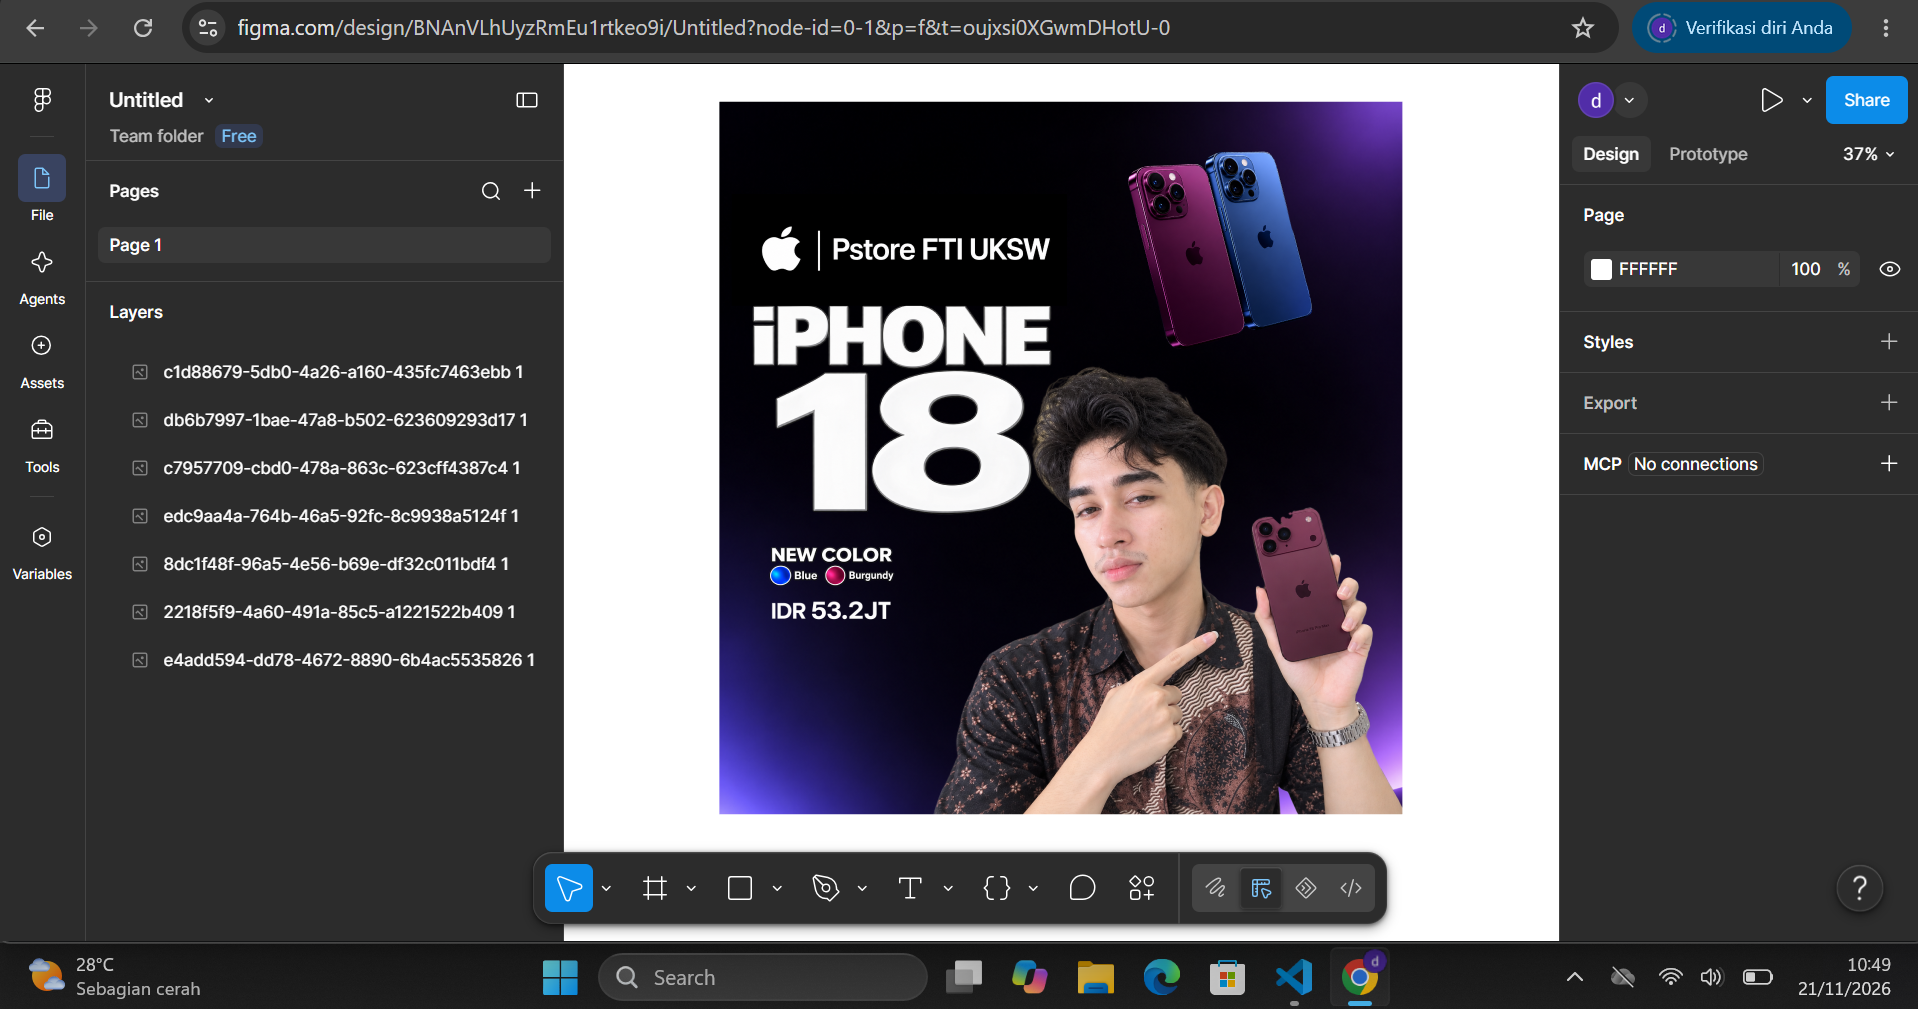 figma.com/design/BNAnVLhUyzRmEu1rtkeo9i/Untitled?node-id=0-1&p=f&t=oujxsi0XGwmDHotU-0
d
Verifikasi diri Anda
File
Agents
Assets
Tools
Variables
Untitled
Team folder
Free
Pages
Page 1
Layers
c1d88679-5db0-4a26-a160-435fc7463ebb 1
db6b7997-1bae-47a8-b502-623609293d17 1
c7957709-cbd0-478a-863c-623cff4387c4 1
edc9aa4a-764b-46a5-92fc-8c9938a5124f 1
8dc1f48f-96a5-4e56-b69e-df32c011bdf4 1
2218f5f9-4a60-491a-85c5-a1221522b409 1
e4add594-dd78-4672-8890-6b4ac5535826 1
Pstore FTI UKSW
iPHONE
18
NEW COLOR
Blue Burgundy
IDR 53.2JT
d
Share
Design Prototype 37%
Page
FFFFFF 100 %
Styles
Export
MCP No connections
?
28°C
Sebagian cerah
Search
d
10:49
21/11/2026